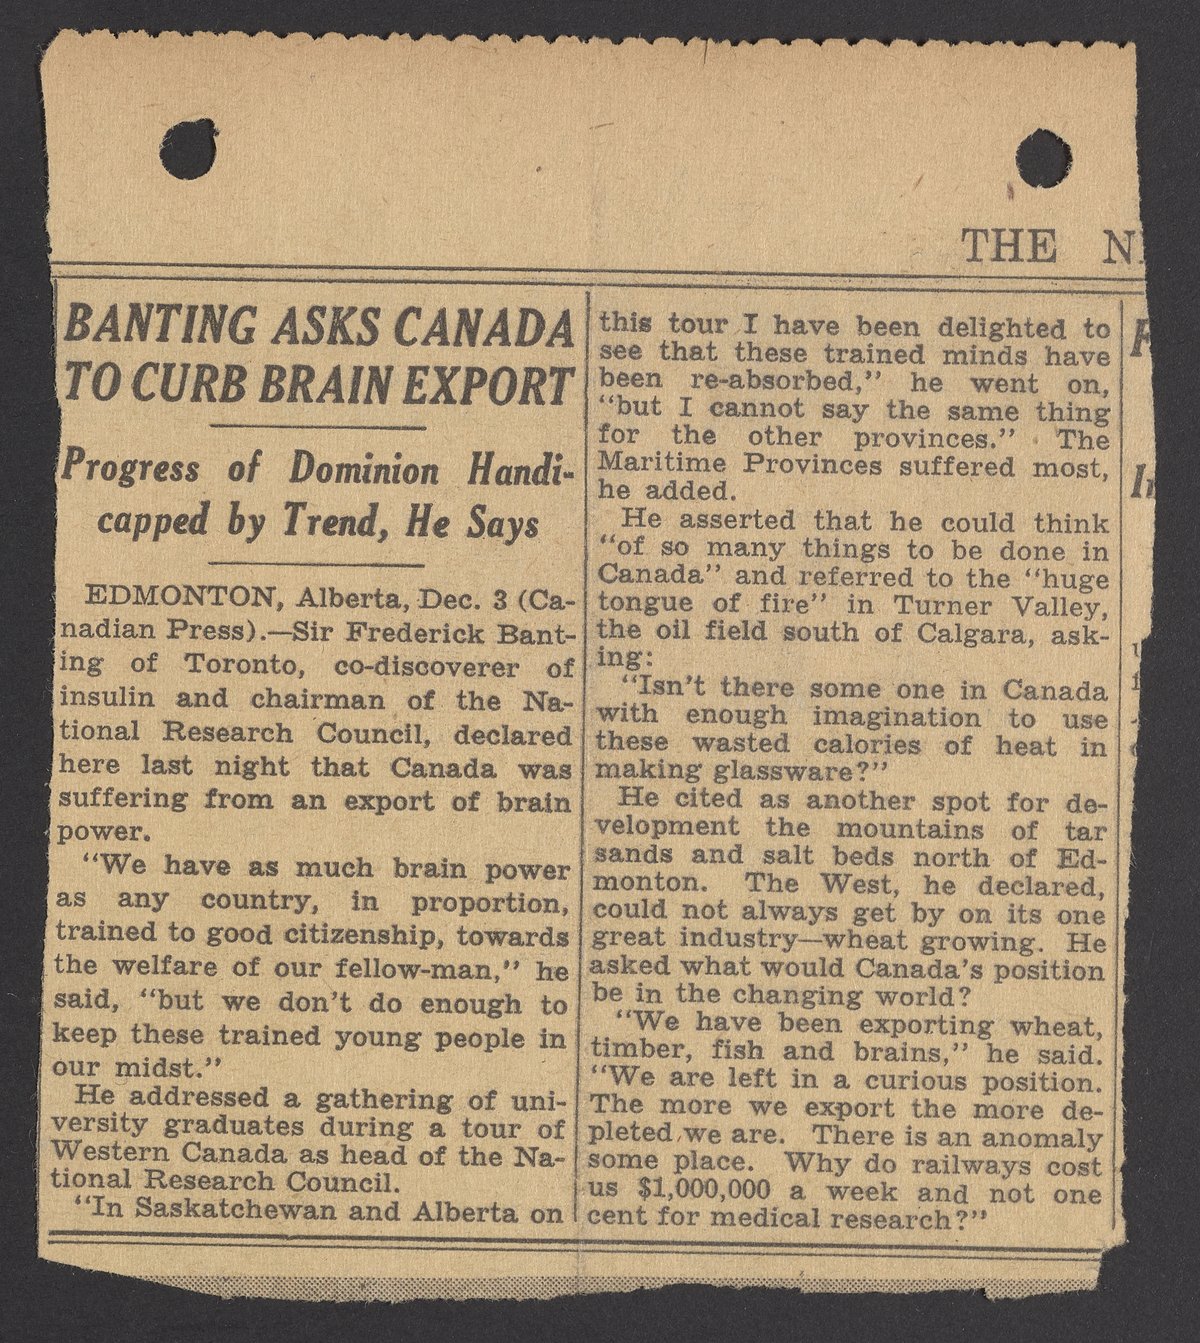 THE
BANTING ASKS CANADA
TO CURB BRAIN EXPORT
Progress of Dominion Handi-
capped by Trend, He Says
EDMONTON, Alberta, Dec. 3 (Ca-
nadian Press).—Sir Frederick Bant-
ing of Toronto, co-discoverer of
insulin and chairman of the Na-
tional Research Council, declared
here last night that Canada was
suffering from an export of brain
power.
"We have as much brain power
as any country, in proportion,
trained to good citizenship, towards
the welfare of our fellow-man," he
said, "but we don't do enough to
keep these trained young people in
our midst."
He addressed a gathering of uni-
versity graduates during a tour of
Western Canada as head of the Na-
tional Research Council.
"In Saskatchewan and Alberta on
this tour I have been delighted to
see that these trained minds have
been re-absorbed," he went on,
"but I cannot say the same thing
for the other provinces." The
Maritime Provinces suffered most,
he added.
He asserted that he could think
"of so many things to be done in
Canada" and referred to the "huge
tongue of fire" in Turner Valley,
the oil field south of Calgara, ask-
ing:
"Isn't there some one in Canada
with enough imagination to use
these wasted calories of heat in
making glassware?"
He cited as another spot for de-
velopment the mountains of tar
sands and salt beds north of Ed-
monton. The West, he declared,
could not always get by on its one
great industry—wheat growing. He
asked what would Canada's position
be in the changing world?
"We have been exporting wheat,
timber, fish and brains," he said.
"We are left in a curious position.
The more we export the more de-
pleted we are. There is an anomaly
some place. Why do railways cost
us $1,000,000 a week and not one
cent for medical research?"